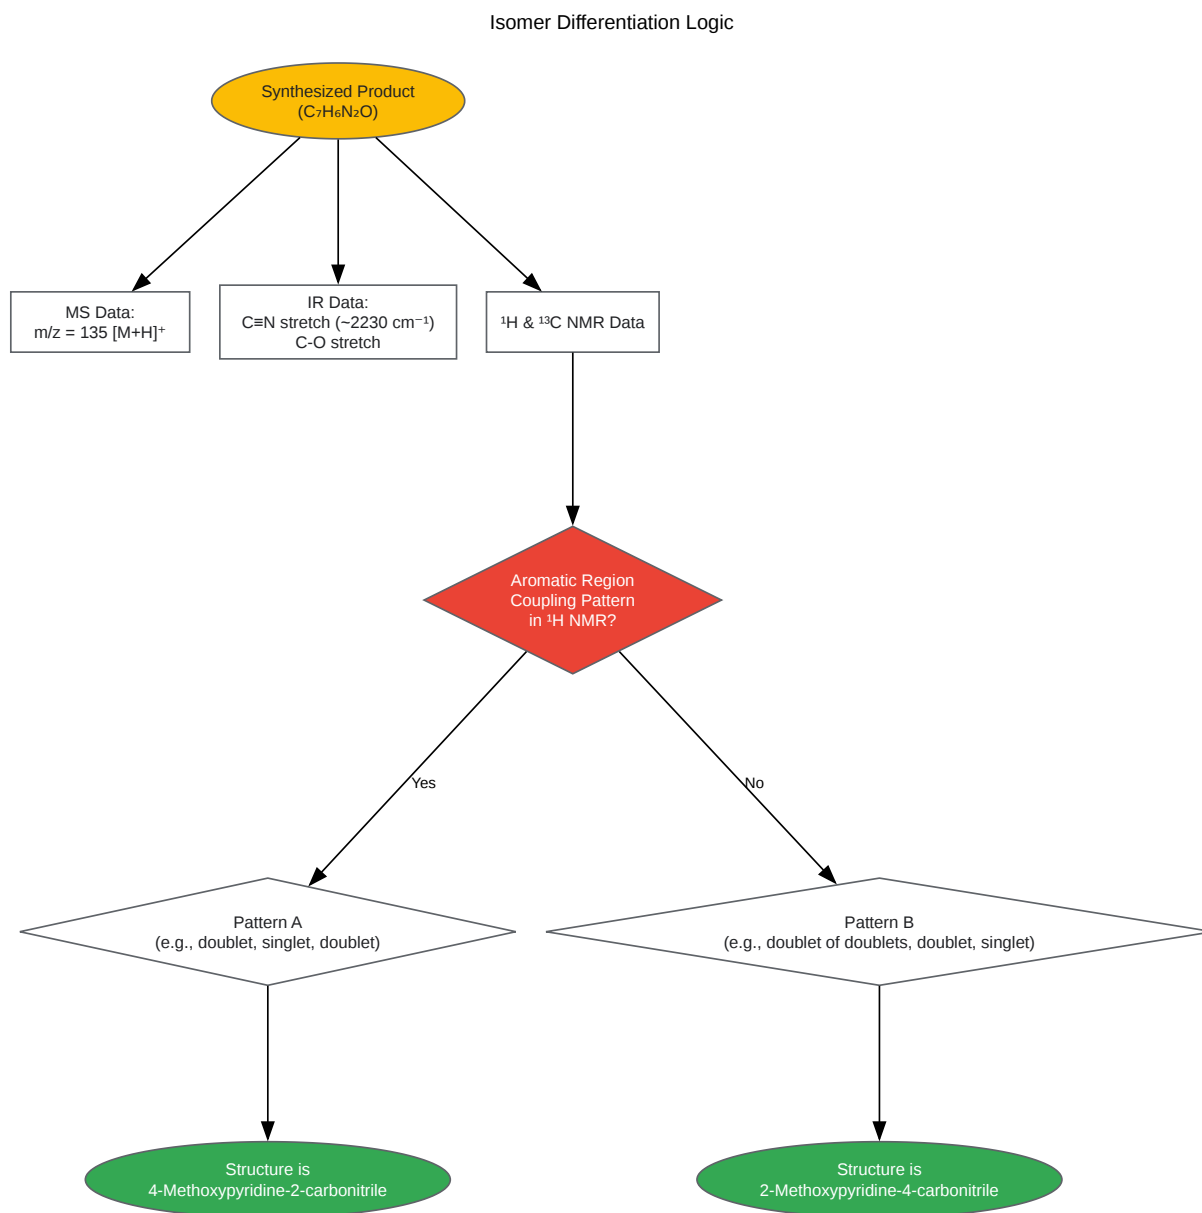 Isomer Differentiation Logic
Synthesized Product
(C₇H₆N₂O)
MS Data:
m/z = 135 [M+H]⁺
IR Data:
C≡N stretch (~2230 cm⁻¹)
C-O stretch
¹H & ¹³C NMR Data
Aromatic Region
Coupling Pattern
in ¹H NMR?
Yes
No
Pattern A
(e.g., doublet, singlet, doublet)
Pattern B
(e.g., doublet of doublets, doublet, singlet)
Structure is
4-Methoxypyridine-2-carbonitrile
Structure is
2-Methoxypyridine-4-carbonitrile